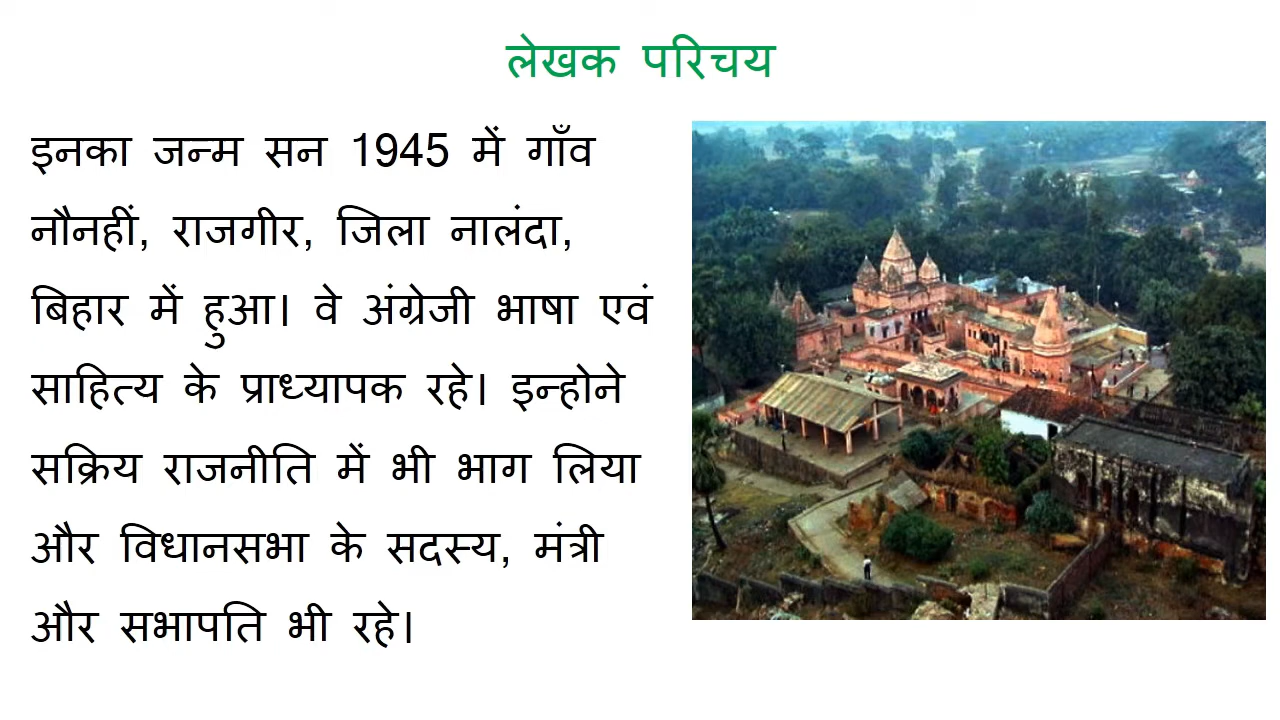 लेखक परिचय
इनका जन्म सन 1945 में गाँव
नौनहीं, राजगीर, जिला नालंदा,
बिहार में हुआ। वे अंग्रेजी भाषा एवं
साहित्य के प्राध्यापक रहे। इन्होने
सक्रिय राजनीति में भी भाग लिया
और विधानसभा के सदस्य, मंत्री
और सभापति भी रहे।